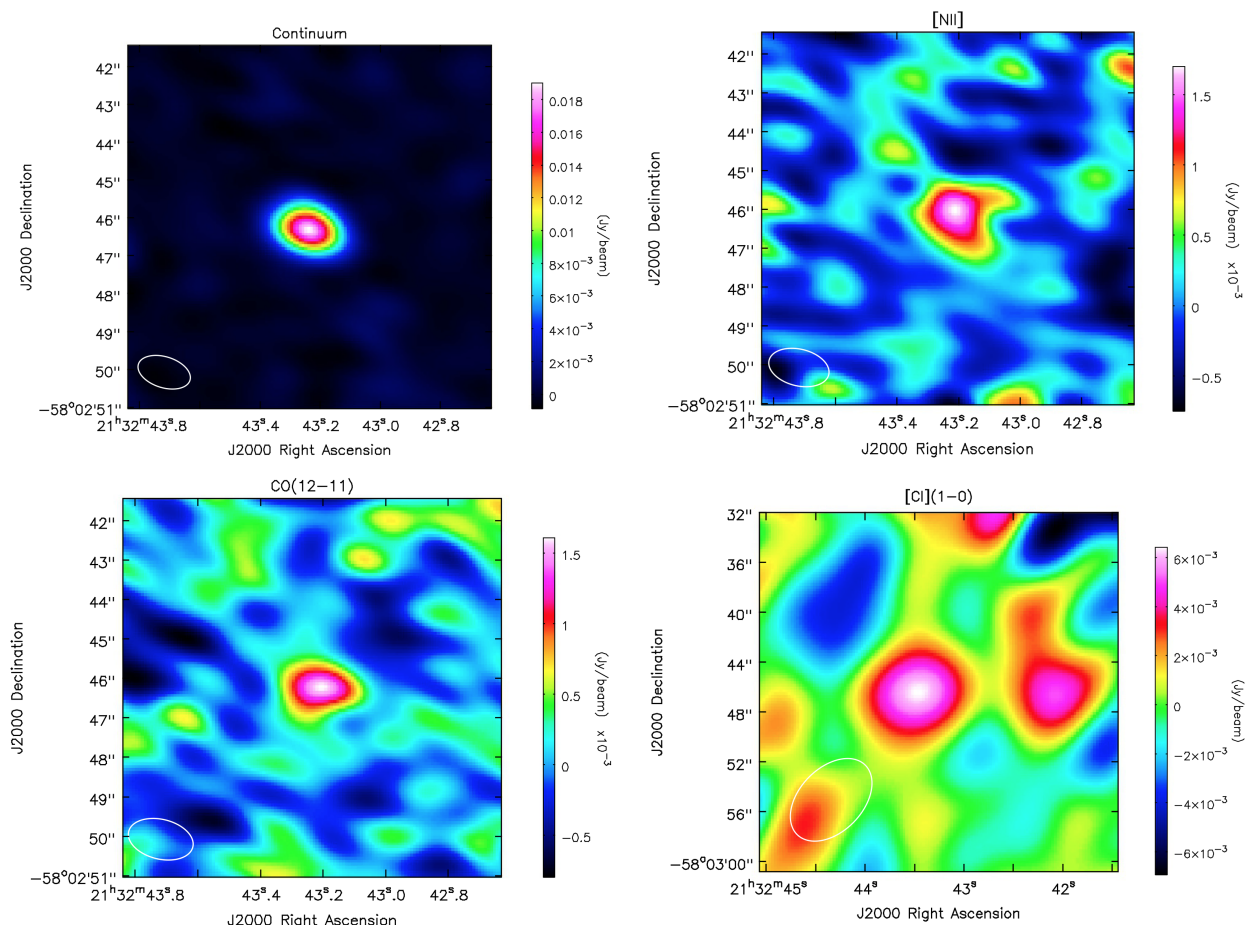 Continuum
42''
43''
44''
45''
46''
47''
48''
49''
50''
−58°02'51''
21ʰ32ᵐ43ˢ.8
43ˢ.4
43ˢ.0
42ˢ.8
J2000 Right Ascension
J2000 Declination
0.018
0.016
0.014
0.012
0.01
8×10⁻³
6×10⁻³
4×10⁻³
2×10⁻³
0
(Jy/beam)
[NII]
42''
43''
44''
45''
46''
47''
48''
49''
50''
−58°02'51''
21ʰ32ᵐ43ˢ.8
43ˢ.4
43ˢ.2
43ˢ.0
42ˢ.8
J2000 Right Ascension
J2000 Declination
1.5
1
0.5
0
−0.5
(Jy/beam) ×10⁻³
CO(12−11)
42''
43''
44''
45''
46''
47''
48''
49''
50''
−58°02'51''
21ʰ32ᵐ43ˢ.8
43ˢ.4
43ˢ.2
43ˢ.0
42ˢ.8
J2000 Right Ascension
J2000 Declination
1.5
1
0.5
0
−0.5
(Jy/beam) ×10⁻³
[CI](1−0)
32''
36''
40''
44''
48''
52''
56''
−58°03'00''
21ʰ32ᵐ45ˢ
44ˢ
43ˢ
42ˢ
J2000 Right Ascension
J2000 Declination
6×10⁻³
4×10⁻³
2×10⁻³
0
−2×10⁻³
−4×10⁻³
−6×10⁻³
(Jy/beam)